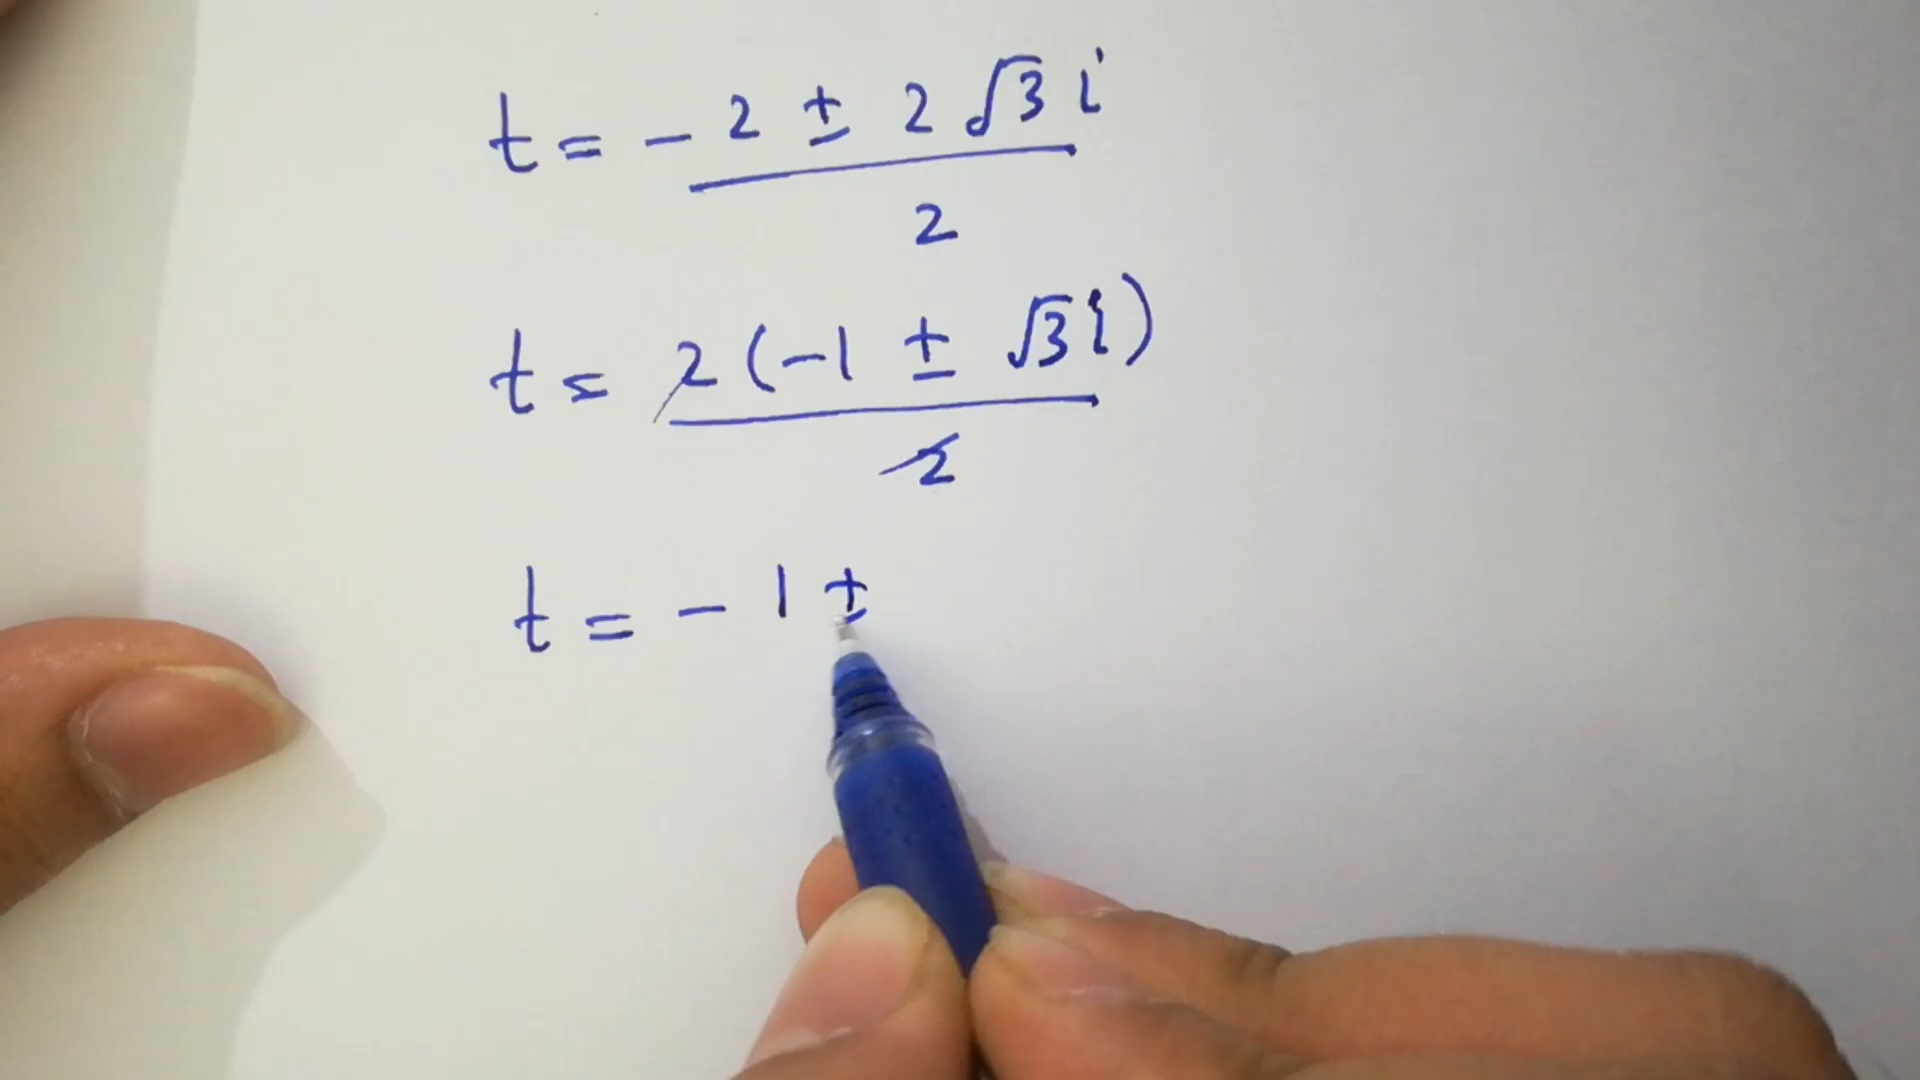 t = - 2 ± 2 √3 i
2
t = 2 (-1 ± √3 i)
2
t = - 1 ±